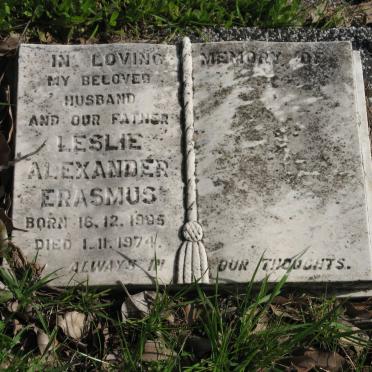 IN LOVING MEMORY OF
MY BELOVED
HUSBAND
AND OUR FATHER
LESLIE
ALEXANDER
ERASMUS
BORN 16.12.1905
DIED 1.11.1974.
ALWAYS IN OUR THOUGHTS.